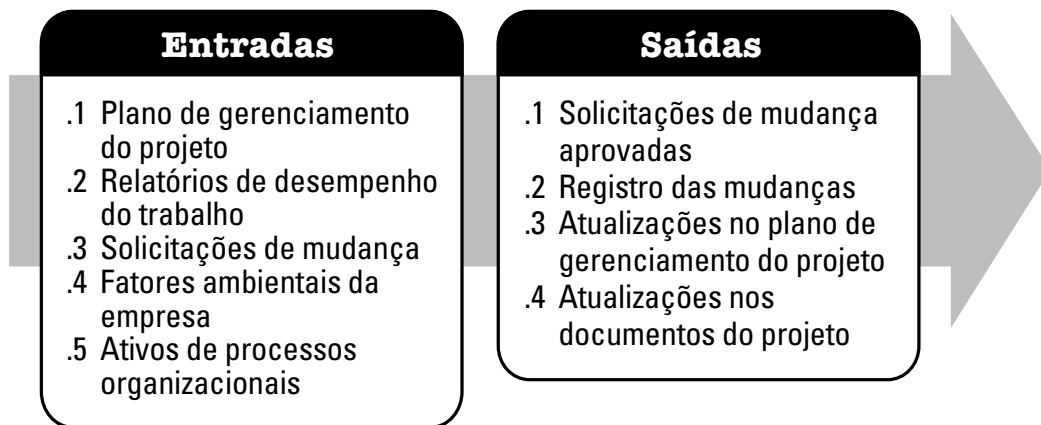 Entradas
.1 Plano de gerenciamento
do projeto
.2 Relatórios de desempenho
do trabalho
.3 Solicitações de mudança
.4 Fatores ambientais da
empresa
.5 Ativos de processos
organizacionais
Saídas
.1 Solicitações de mudança
aprovadas
.2 Registro das mudanças
.3 Atualizações no plano de
gerenciamento do projeto
.4 Atualizações nos
documentos do projeto